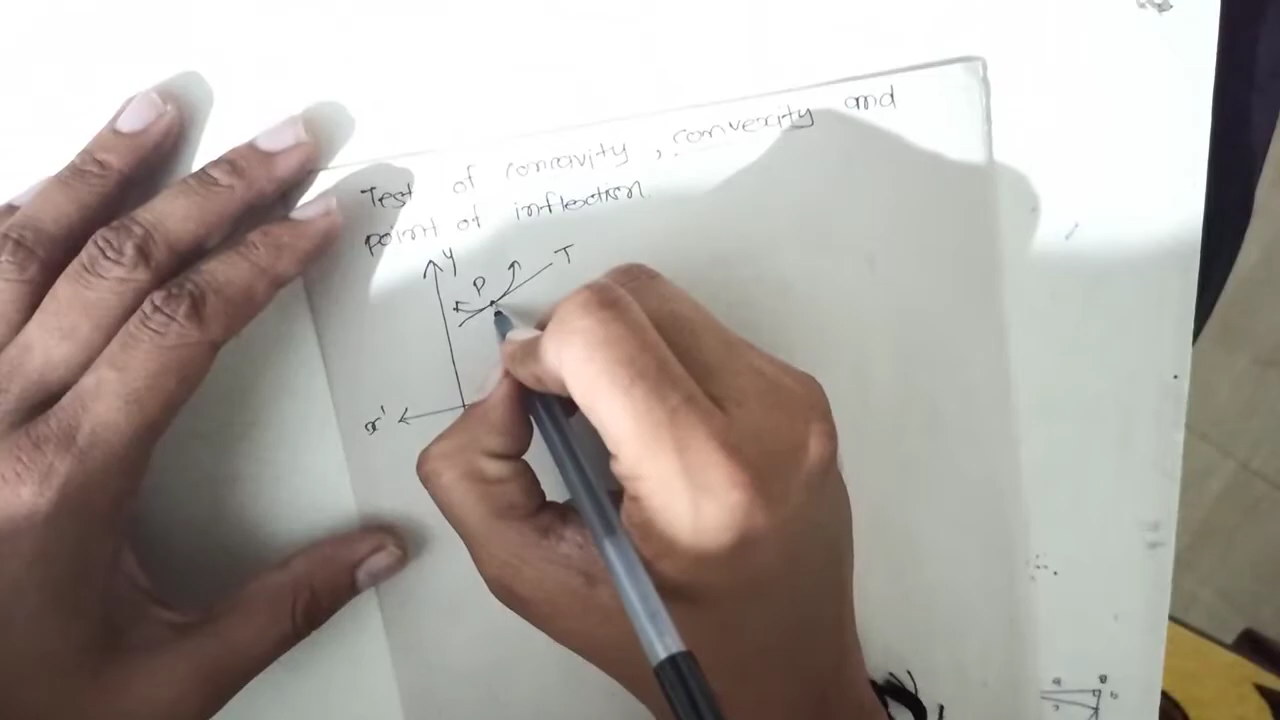 Test of concavity, convexity and
point of inflection
y
T
P
x'
a
B
b